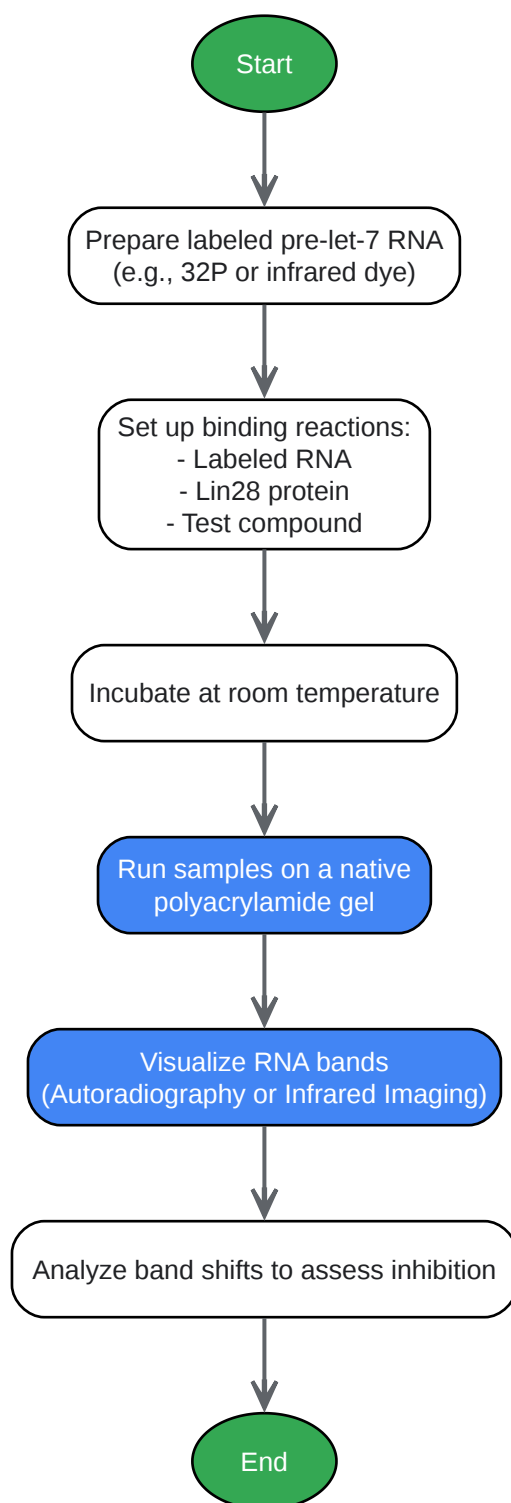 Start
Prepare labeled pre-let-7 RNA
(e.g., 32P or infrared dye)
Set up binding reactions:
- Labeled RNA
- Lin28 protein
- Test compound
Incubate at room temperature
Run samples on a native
polyacrylamide gel
Visualize RNA bands
(Autoradiography or Infrared Imaging)
Analyze band shifts to assess inhibition
End